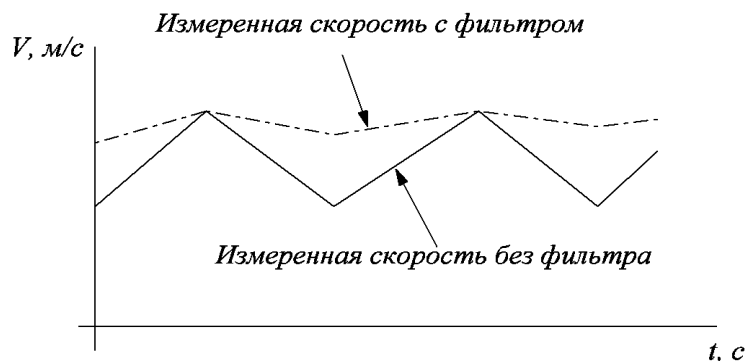 Измеренная скорость с фильтром
V, м/с
Измеренная скорость без фильтра
t, с